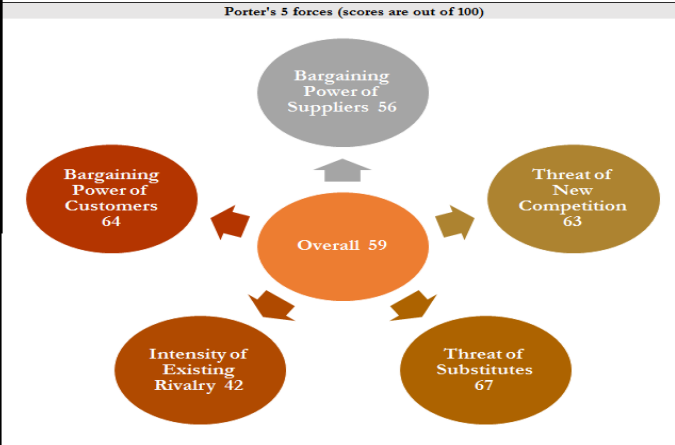 Porter's 5 forces (scores are out of 100)
Bargaining
Power of
Suppliers 56
Bargaining
Power of
Customers
64
Threat of
New
Competition
63
Overall 59
Intensity of
Existing
Rivalry 42
Threat of
Substitutes
67